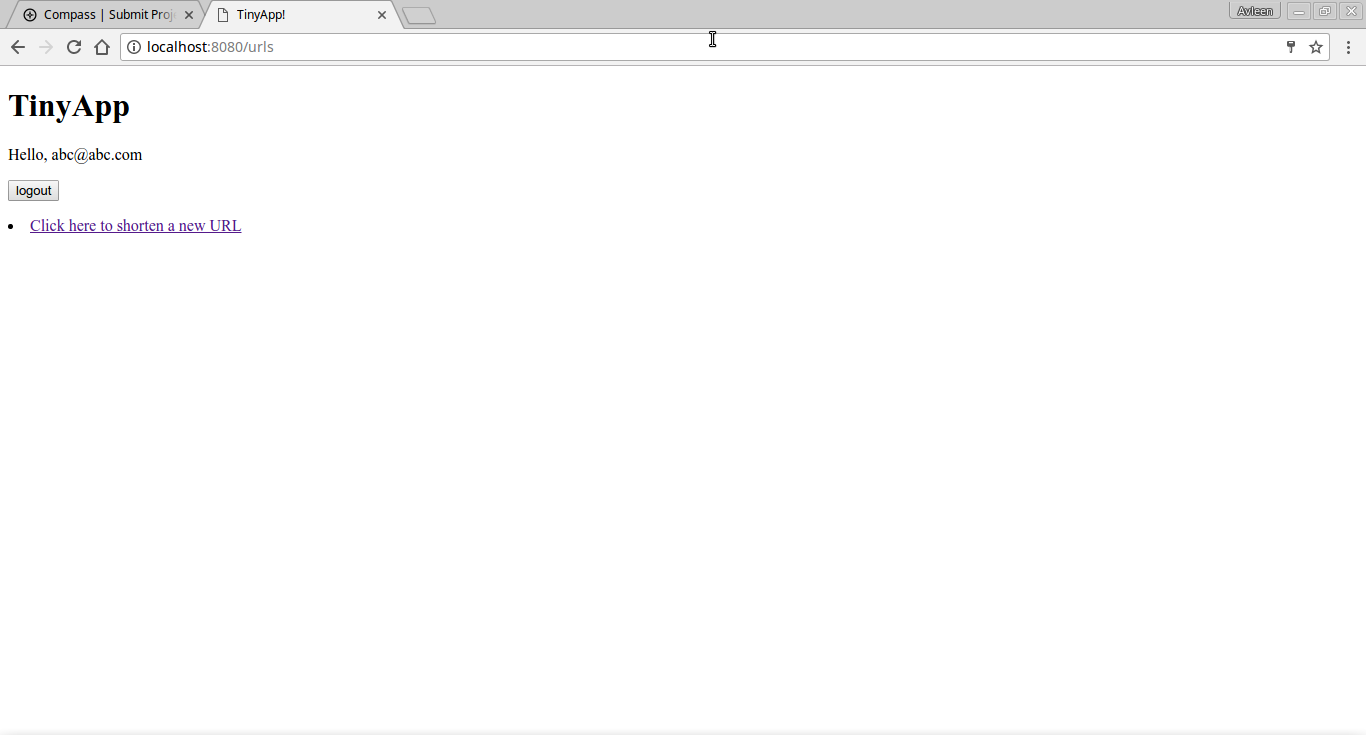 Compass | Submit Proj
TinyApp!
Avleen
localhost:8080/urls
TinyApp
Hello, abc@abc.com
logout
Click here to shorten a new URL